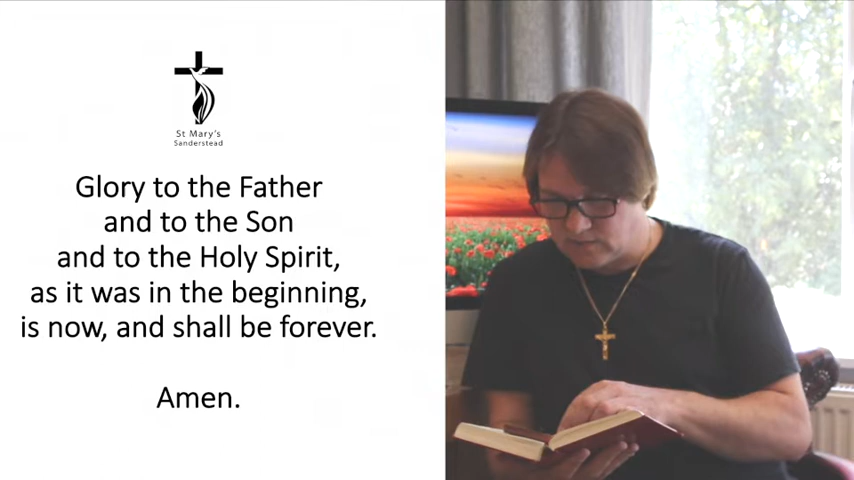 St Mary's
Sanderstead
Glory to the Father
and to the Son
and to the Holy Spirit,
as it was in the beginning,
is now, and shall be forever.
Amen.